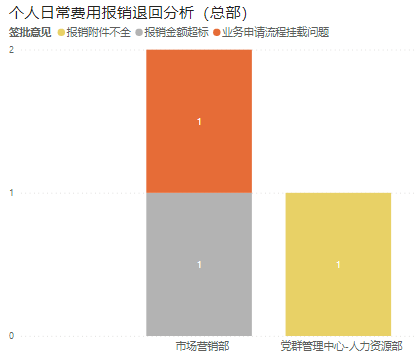 个人日常费用报销退回分析（总部）
签批意见 报销附件不全 报销金额超标 业务申请流程挂载问题
2
1
1
1
1
0
市场营销部 党群管理中心-人力资源部